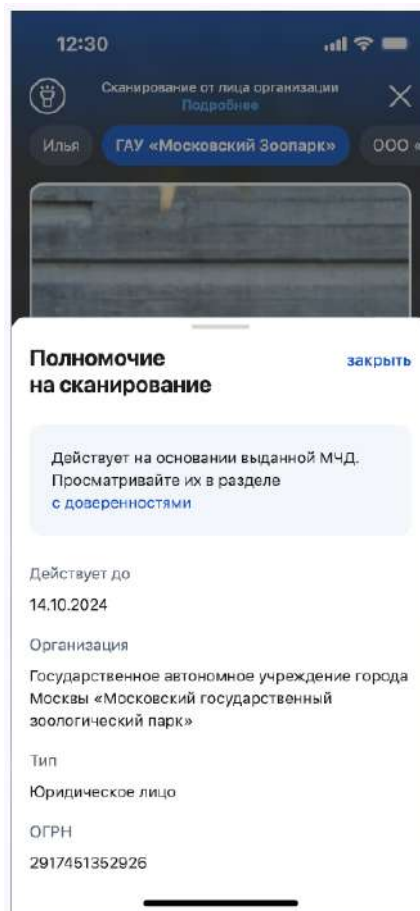 12:30
Сканирование от лица организации
Подробнее
Илья
ГАУ «Московский Зоопарк»
ООО «
Полномочие
на сканирование
закрыть
Действует на основании выданной МЧД.
Просматривайте их в разделе
с доверенностями
Действует до
14.10.2024
Организация
Государственное автономное учреждение города
Москвы «Московский государственный
зоологический парк»
Тип
Юридическое лицо
ОГРН
2917451352926